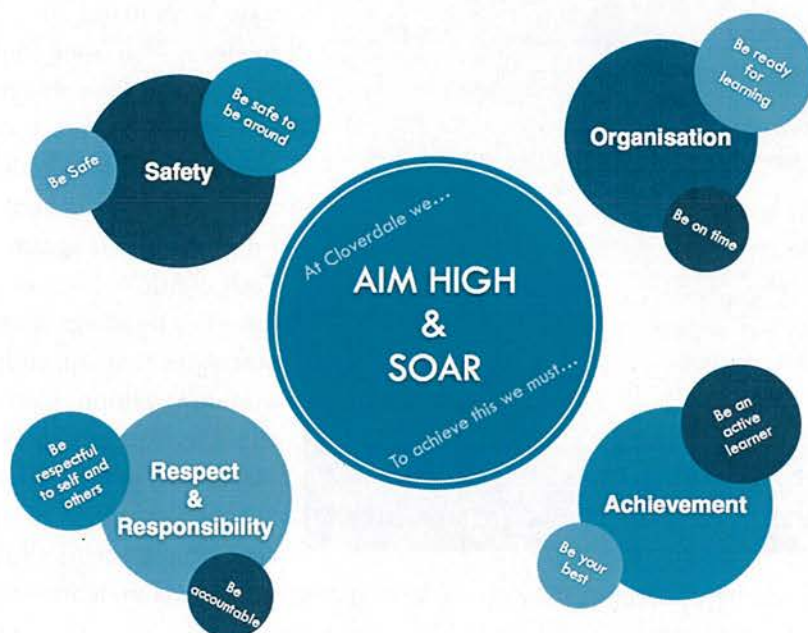 At Cloverdale we...
AIM HIGH
&
SOAR
To achieve this we must...
Safety
Be safe to
be around
Be Safe
Organisation
Be ready
for
learning
Be on time
Respect
&
Responsibility
Be
respectful
to self and
others
Be
accountable
Achievement
Be an
active
learner
Be your
best